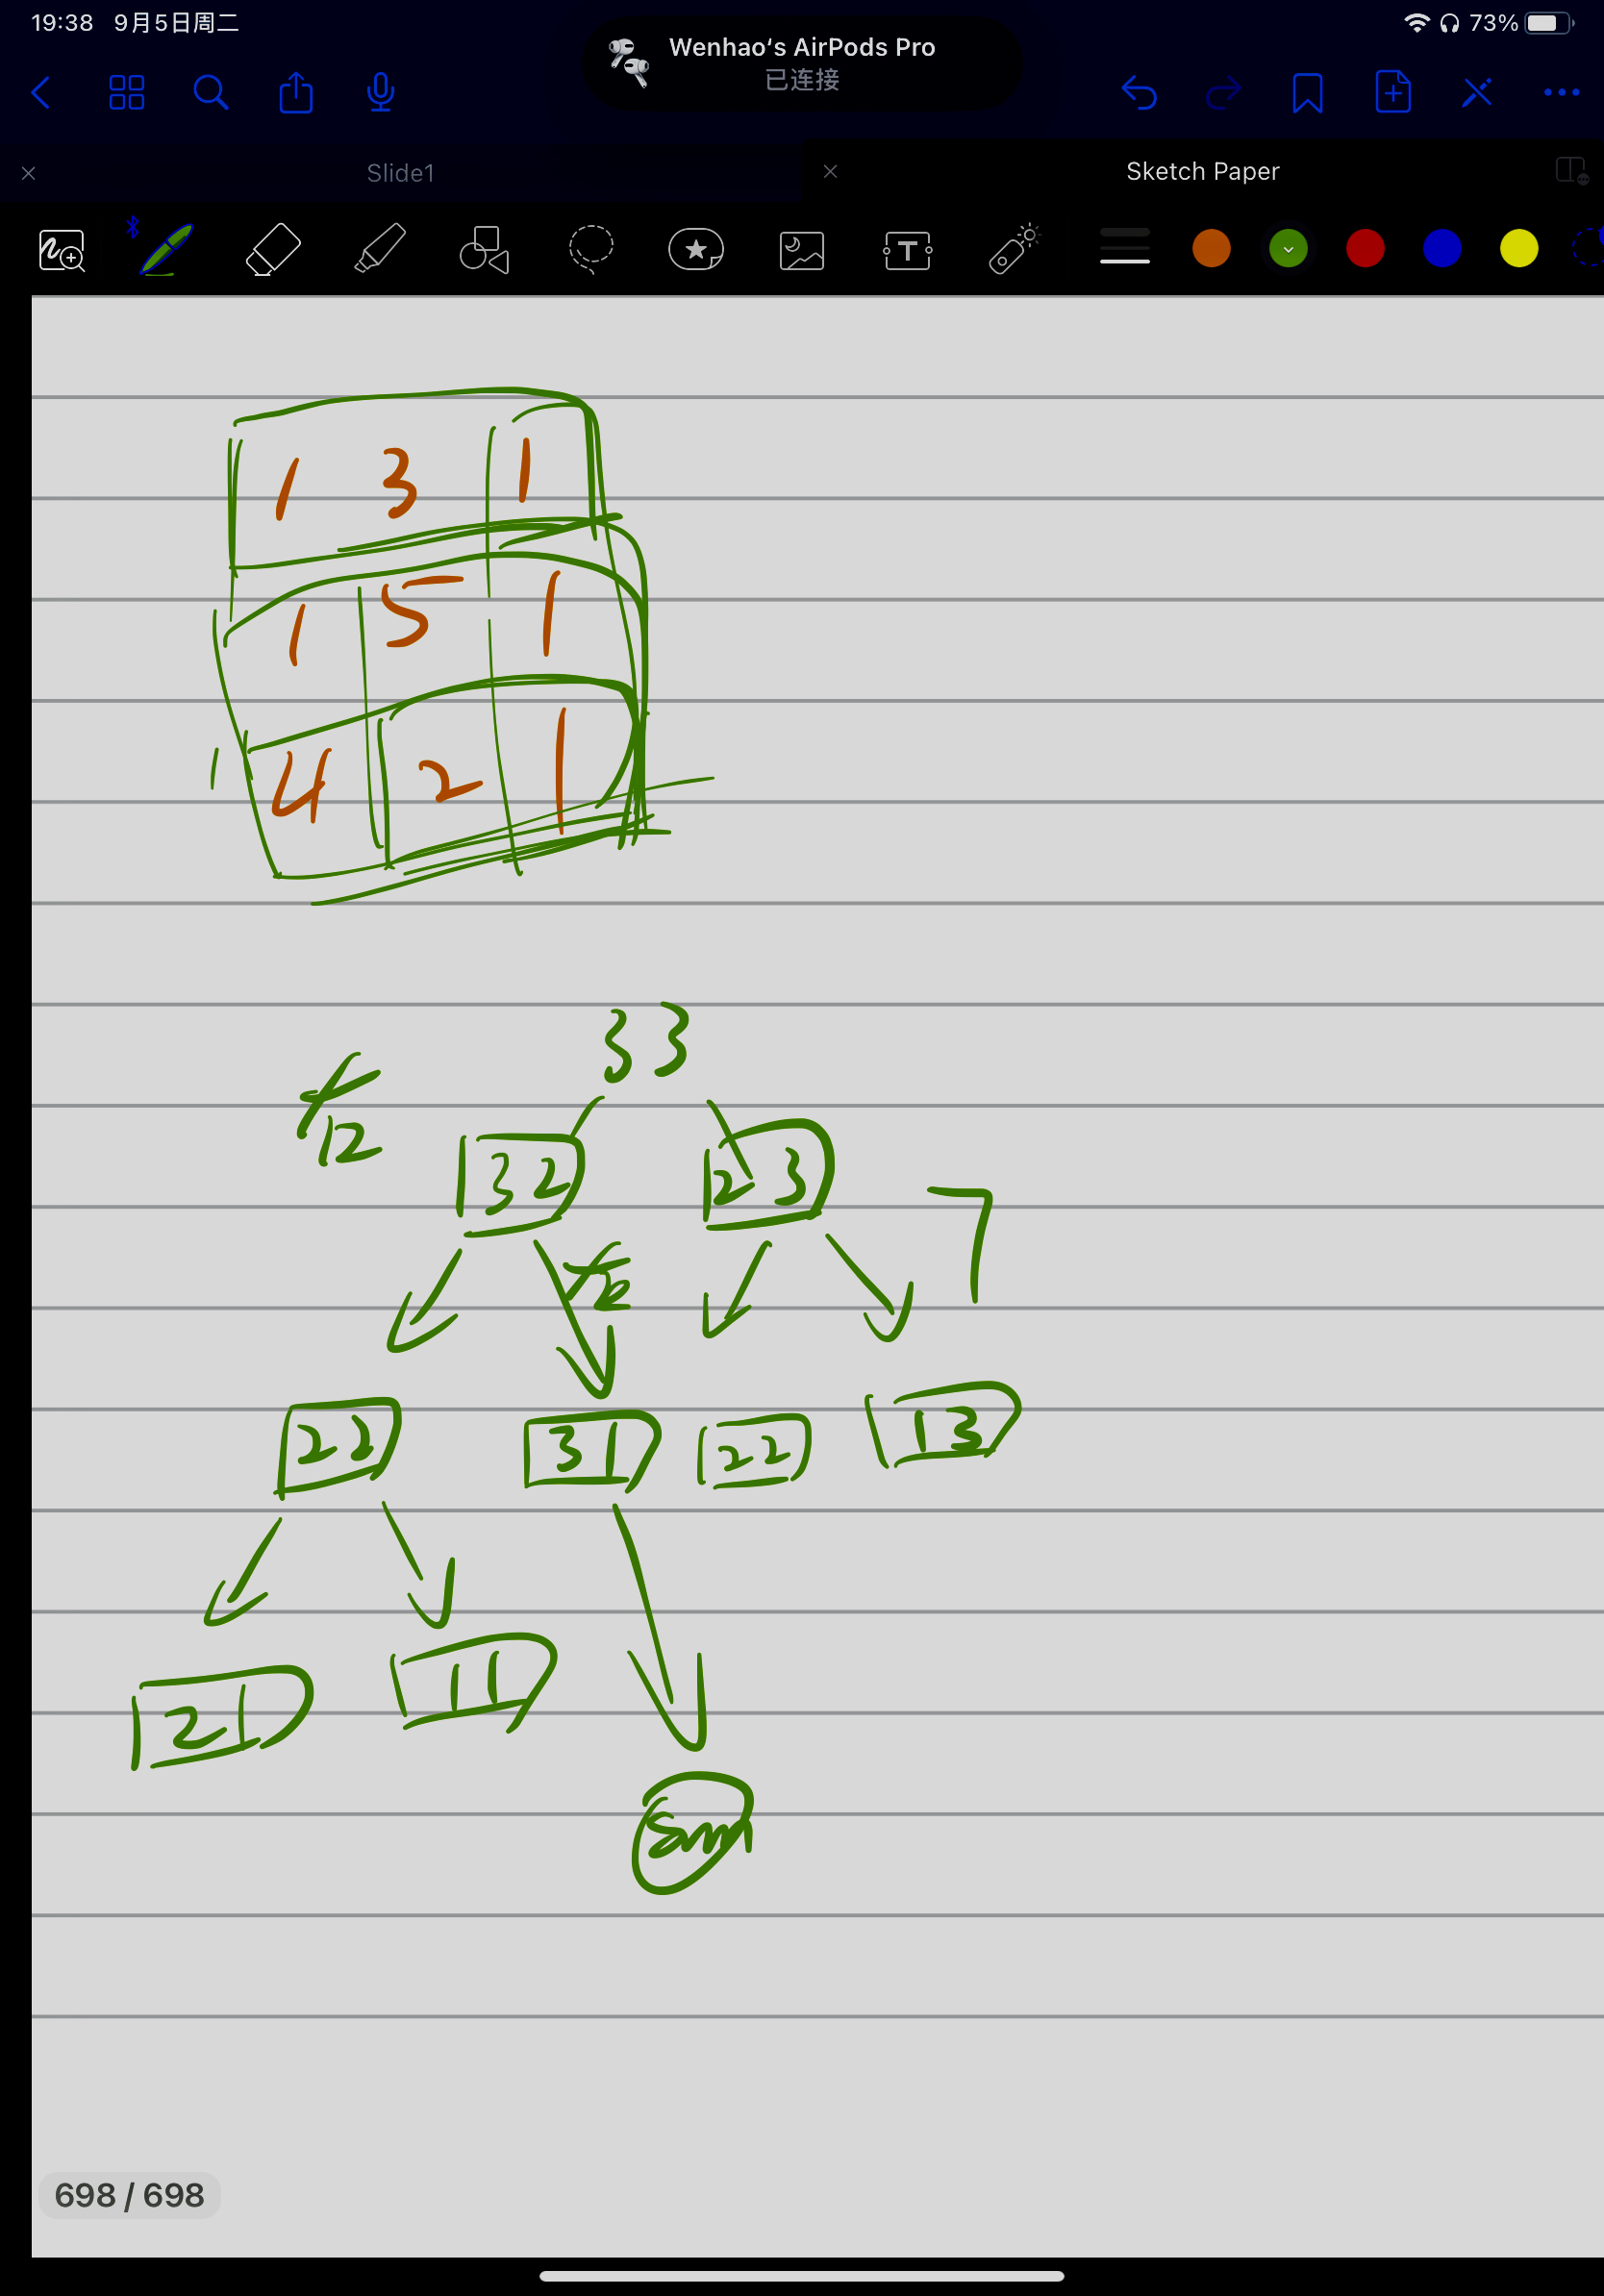 19:38 9月5日周二
Wenhao‘s AirPods Pro
已连接
73%
Slide1
Sketch Paper
T
1 3 1
1 5 1
4 2 1
33
12
32
23
7
22
31
22
13
21
11
sum
698 / 698